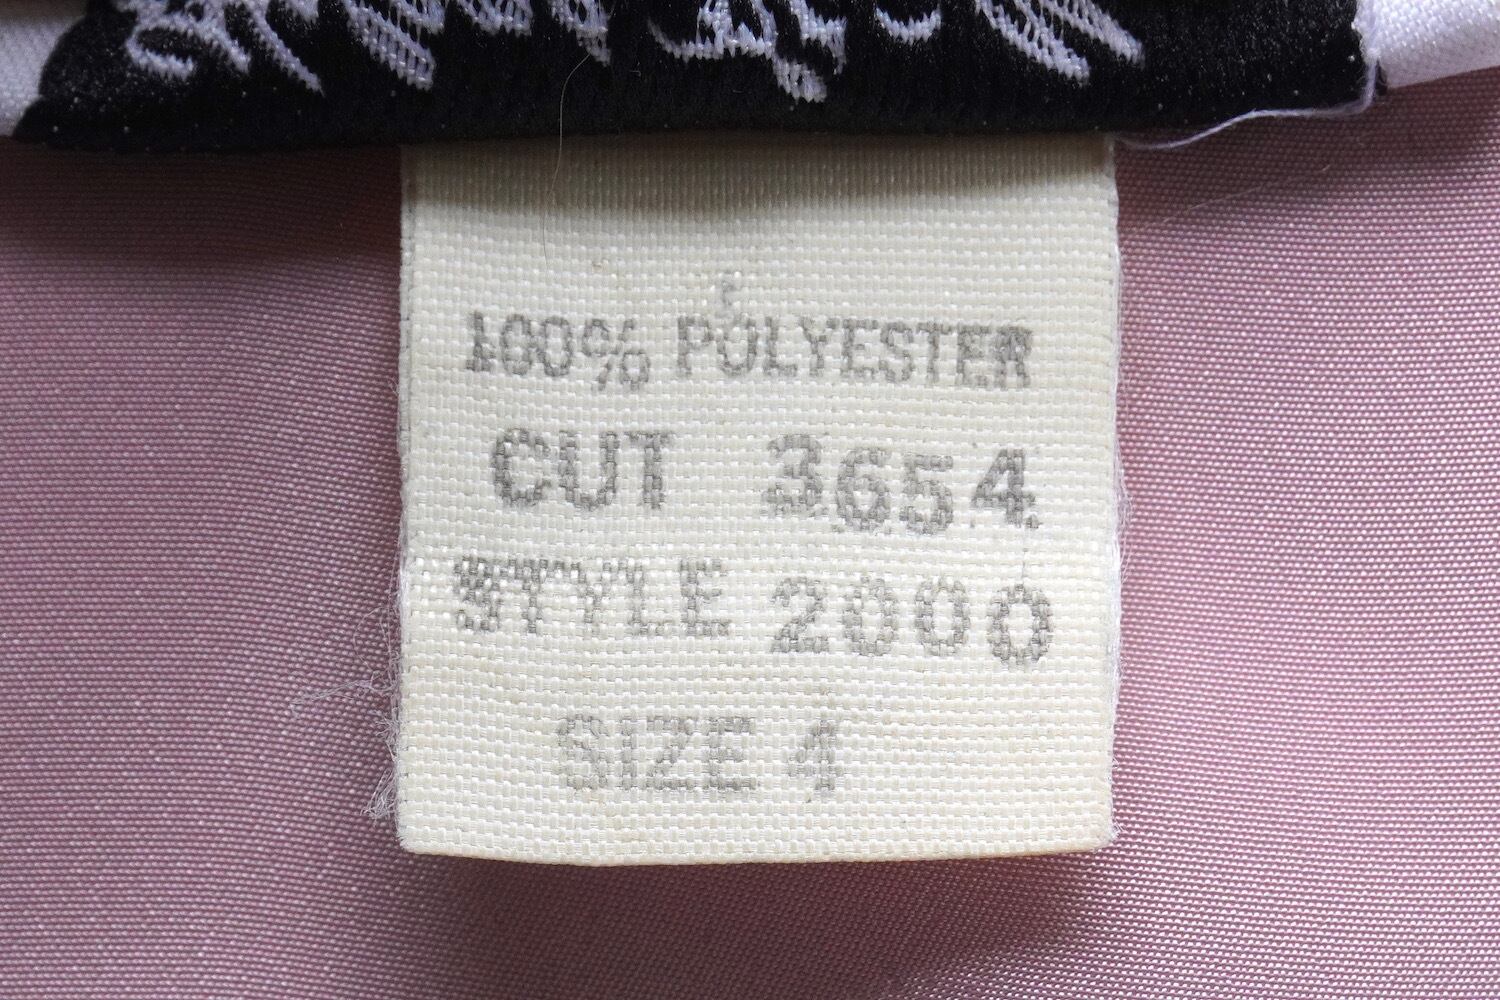 100% POLYESTER
CUT 3654
STYLE 2000
SIZE 4